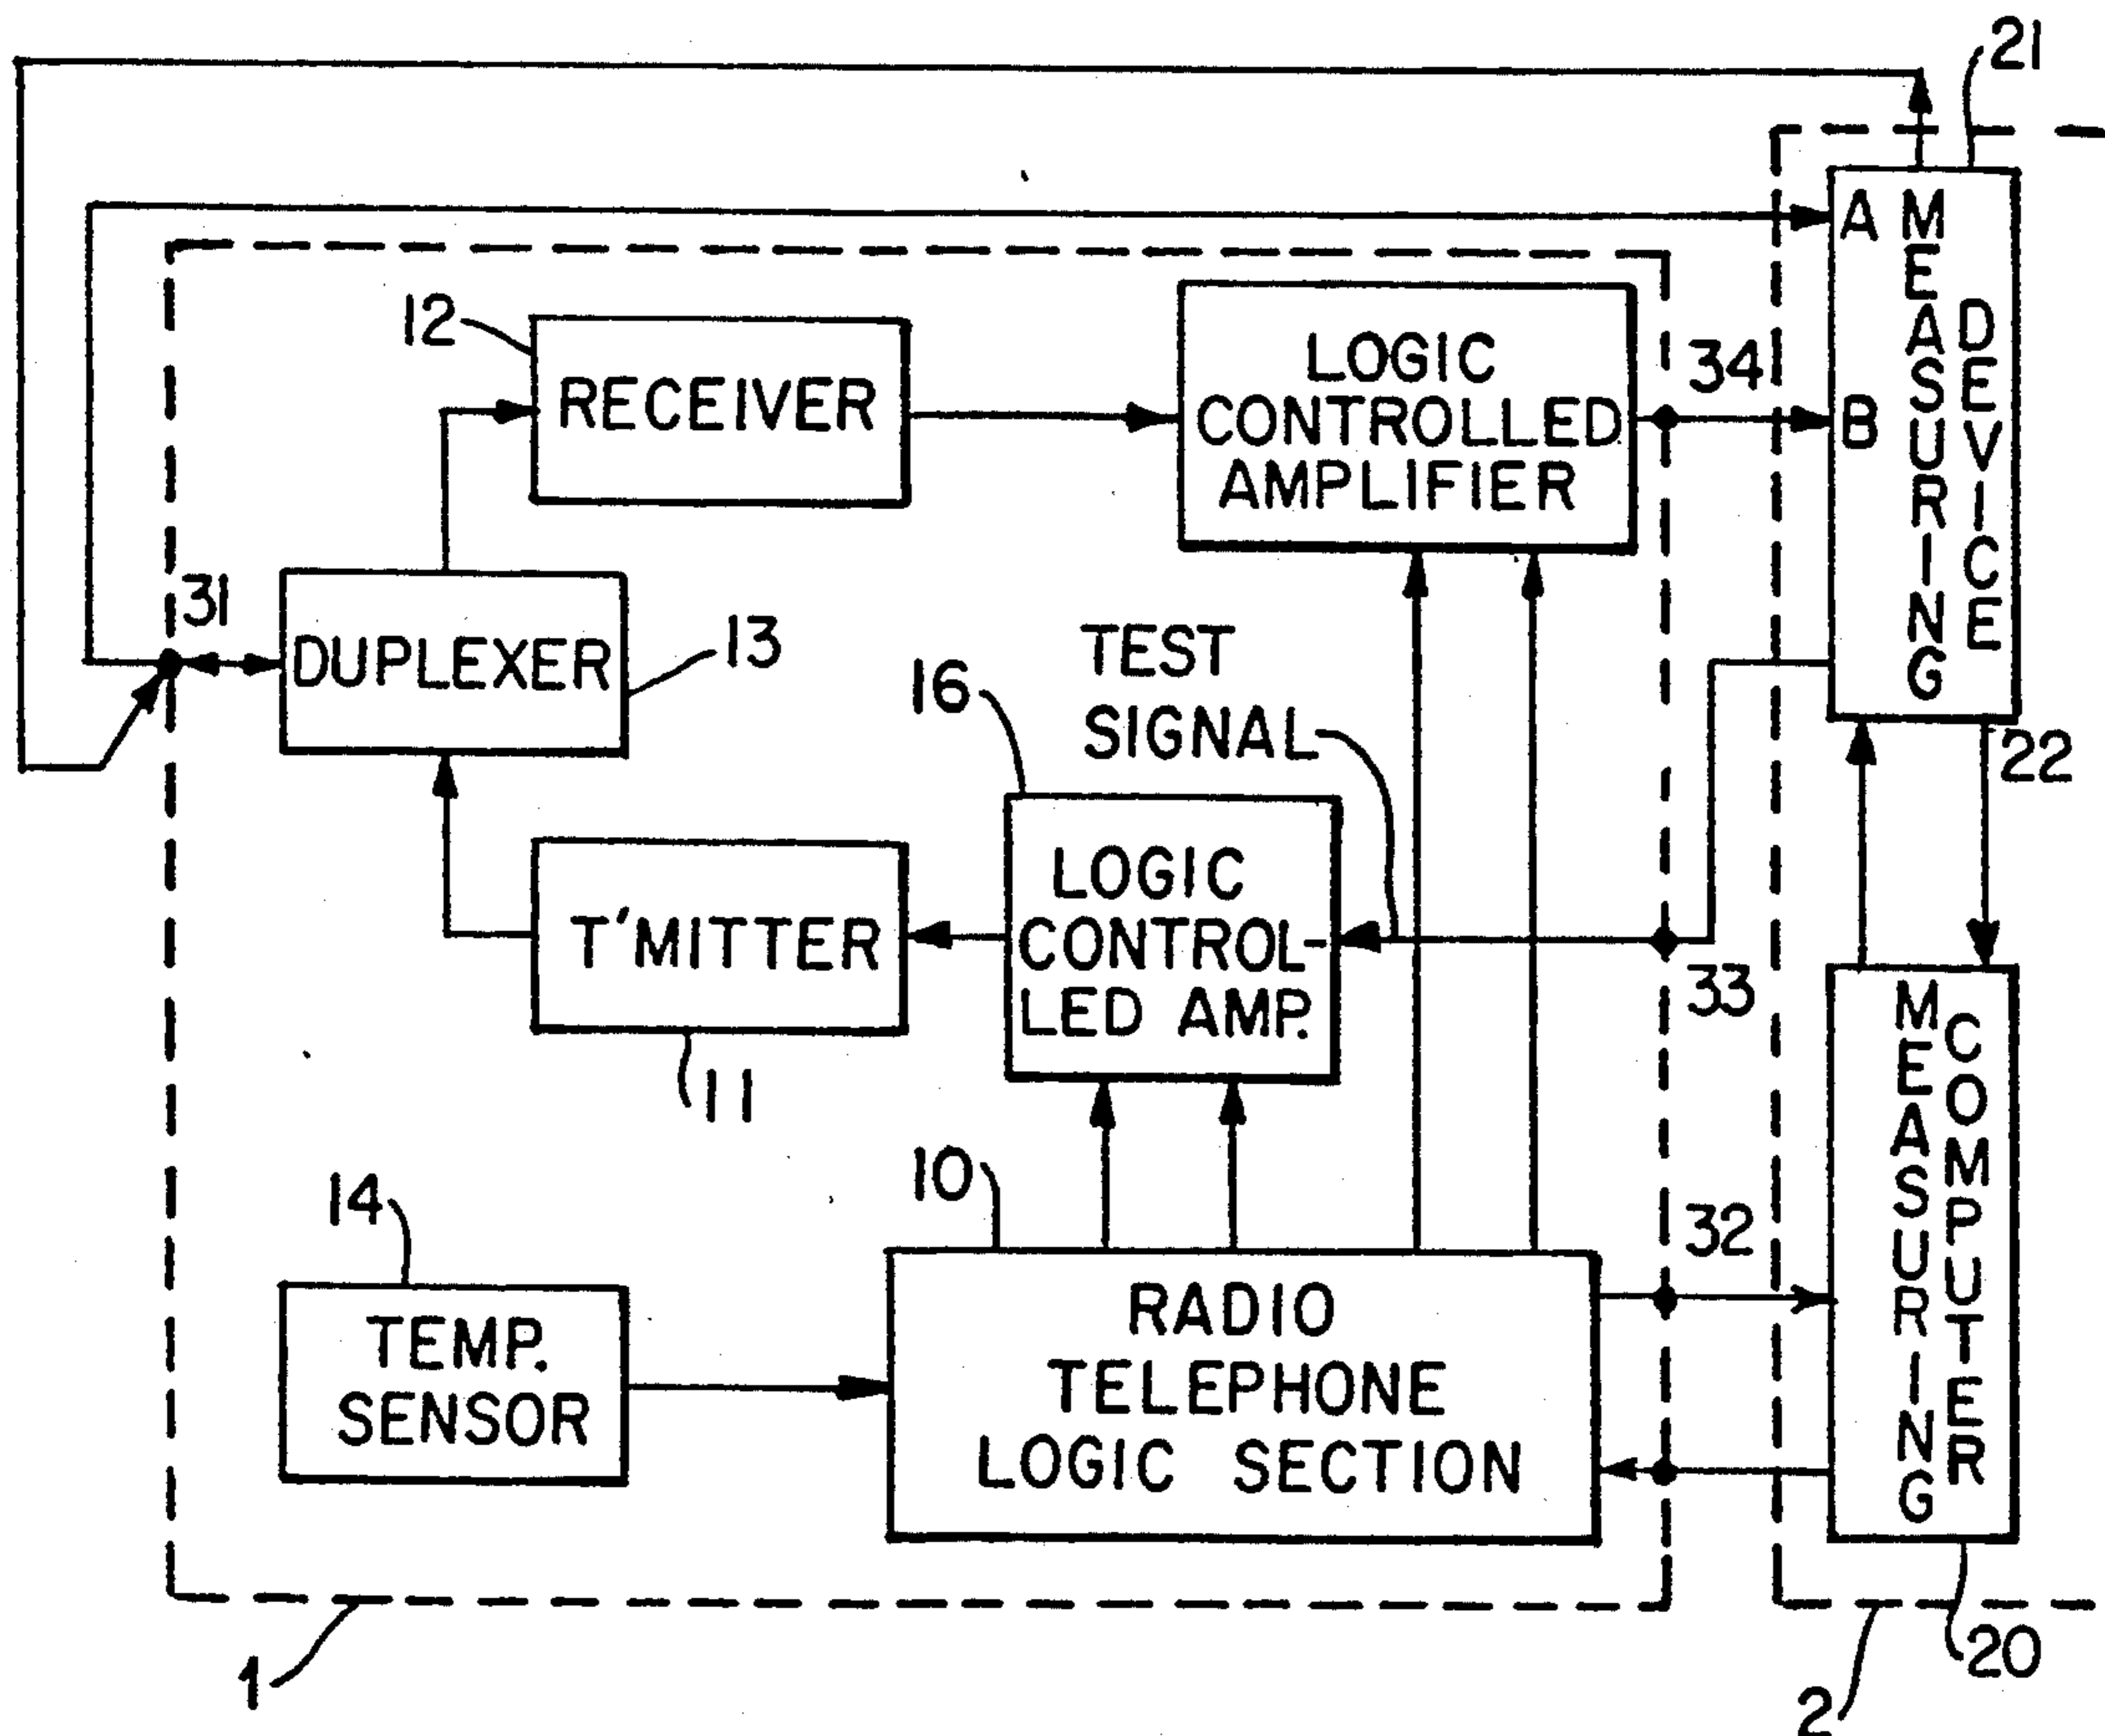 21
A
MEASURING
DEVICE
B
12
RECEIVER
LOGIC
CONTROLLED
AMPLIFIER
34
31
DUPLEXER
13
TEST
SIGNAL
16
22
LOGIC
CONTROL-
LED AMP.
T'MITTER
11
33
MEASURING
COMPUTER
10
32
14
TEMP.
SENSOR
RADIO
TELEPHONE
LOGIC SECTION
1
2
20